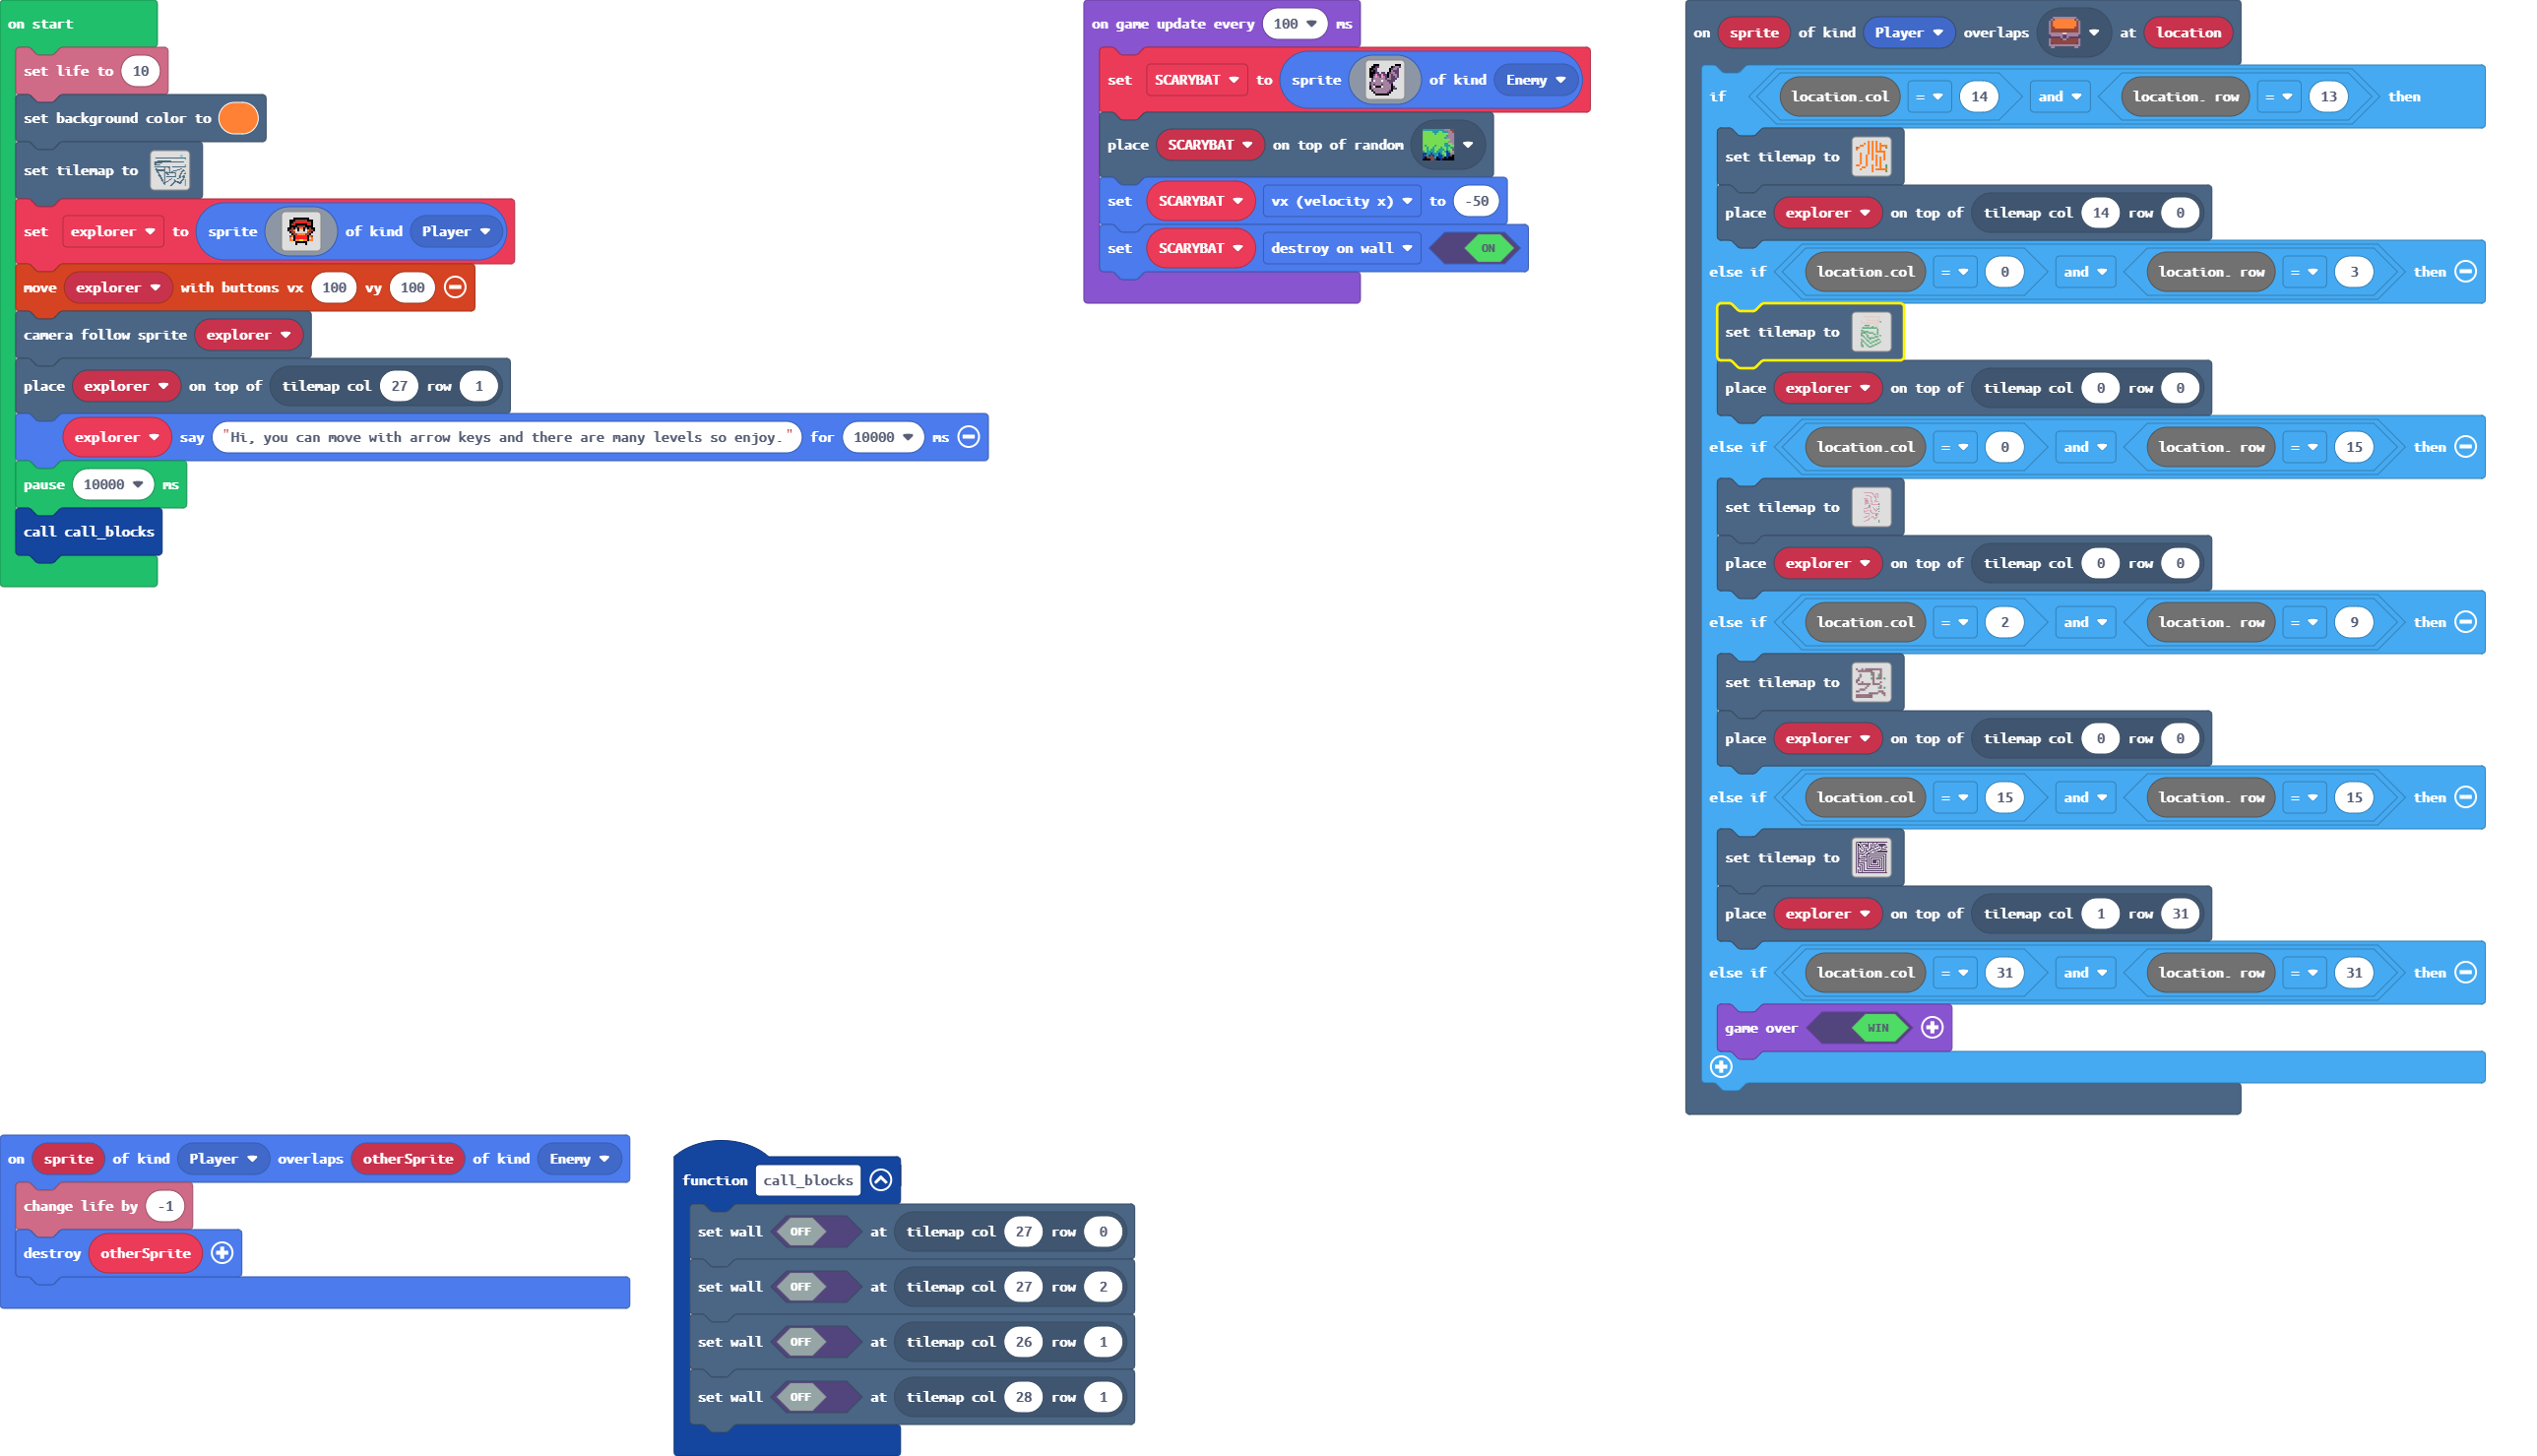 on start
set life to 10
set background color to
set tilemap to
set explorer to sprite of kind Player
move explorer with buttons vx 100 vy 100
camera follow sprite explorer
place explorer on top of tilemap col 27 row 1
explorer say "Hi, you can move with arrow keys and there are many levels so enjoy." for 10000 ms
pause 10000 ms
call call_blocks
on game update every 100 ms
set SCARYBAT to sprite of kind Enemy
place SCARYBAT on top of random
set SCARYBAT vx (velocity x) to -50
set SCARYBAT destroy on wall ON
on sprite of kind Player overlaps at location
if location.col = 14 and location. row = 13 then
set tilemap to
place explorer on top of tilemap col 14 row 0
else if location.col = 0 and location. row = 3 then
set tilemap to
place explorer on top of tilemap col 0 row 0
else if location.col = 0 and location. row = 15 then
set tilemap to
place explorer on top of tilemap col 0 row 0
else if location.col = 2 and location. row = 9 then
set tilemap to
place explorer on top of tilemap col 0 row 0
else if location.col = 15 and location. row = 15 then
set tilemap to
place explorer on top of tilemap col 1 row 31
else if location.col = 31 and location. row = 31 then
game over WIN
on sprite of kind Player overlaps otherSprite of kind Enemy
change life by -1
destroy otherSprite
function call_blocks
set wall OFF at tilemap col 27 row 0
set wall OFF at tilemap col 27 row 2
set wall OFF at tilemap col 26 row 1
set wall OFF at tilemap col 28 row 1